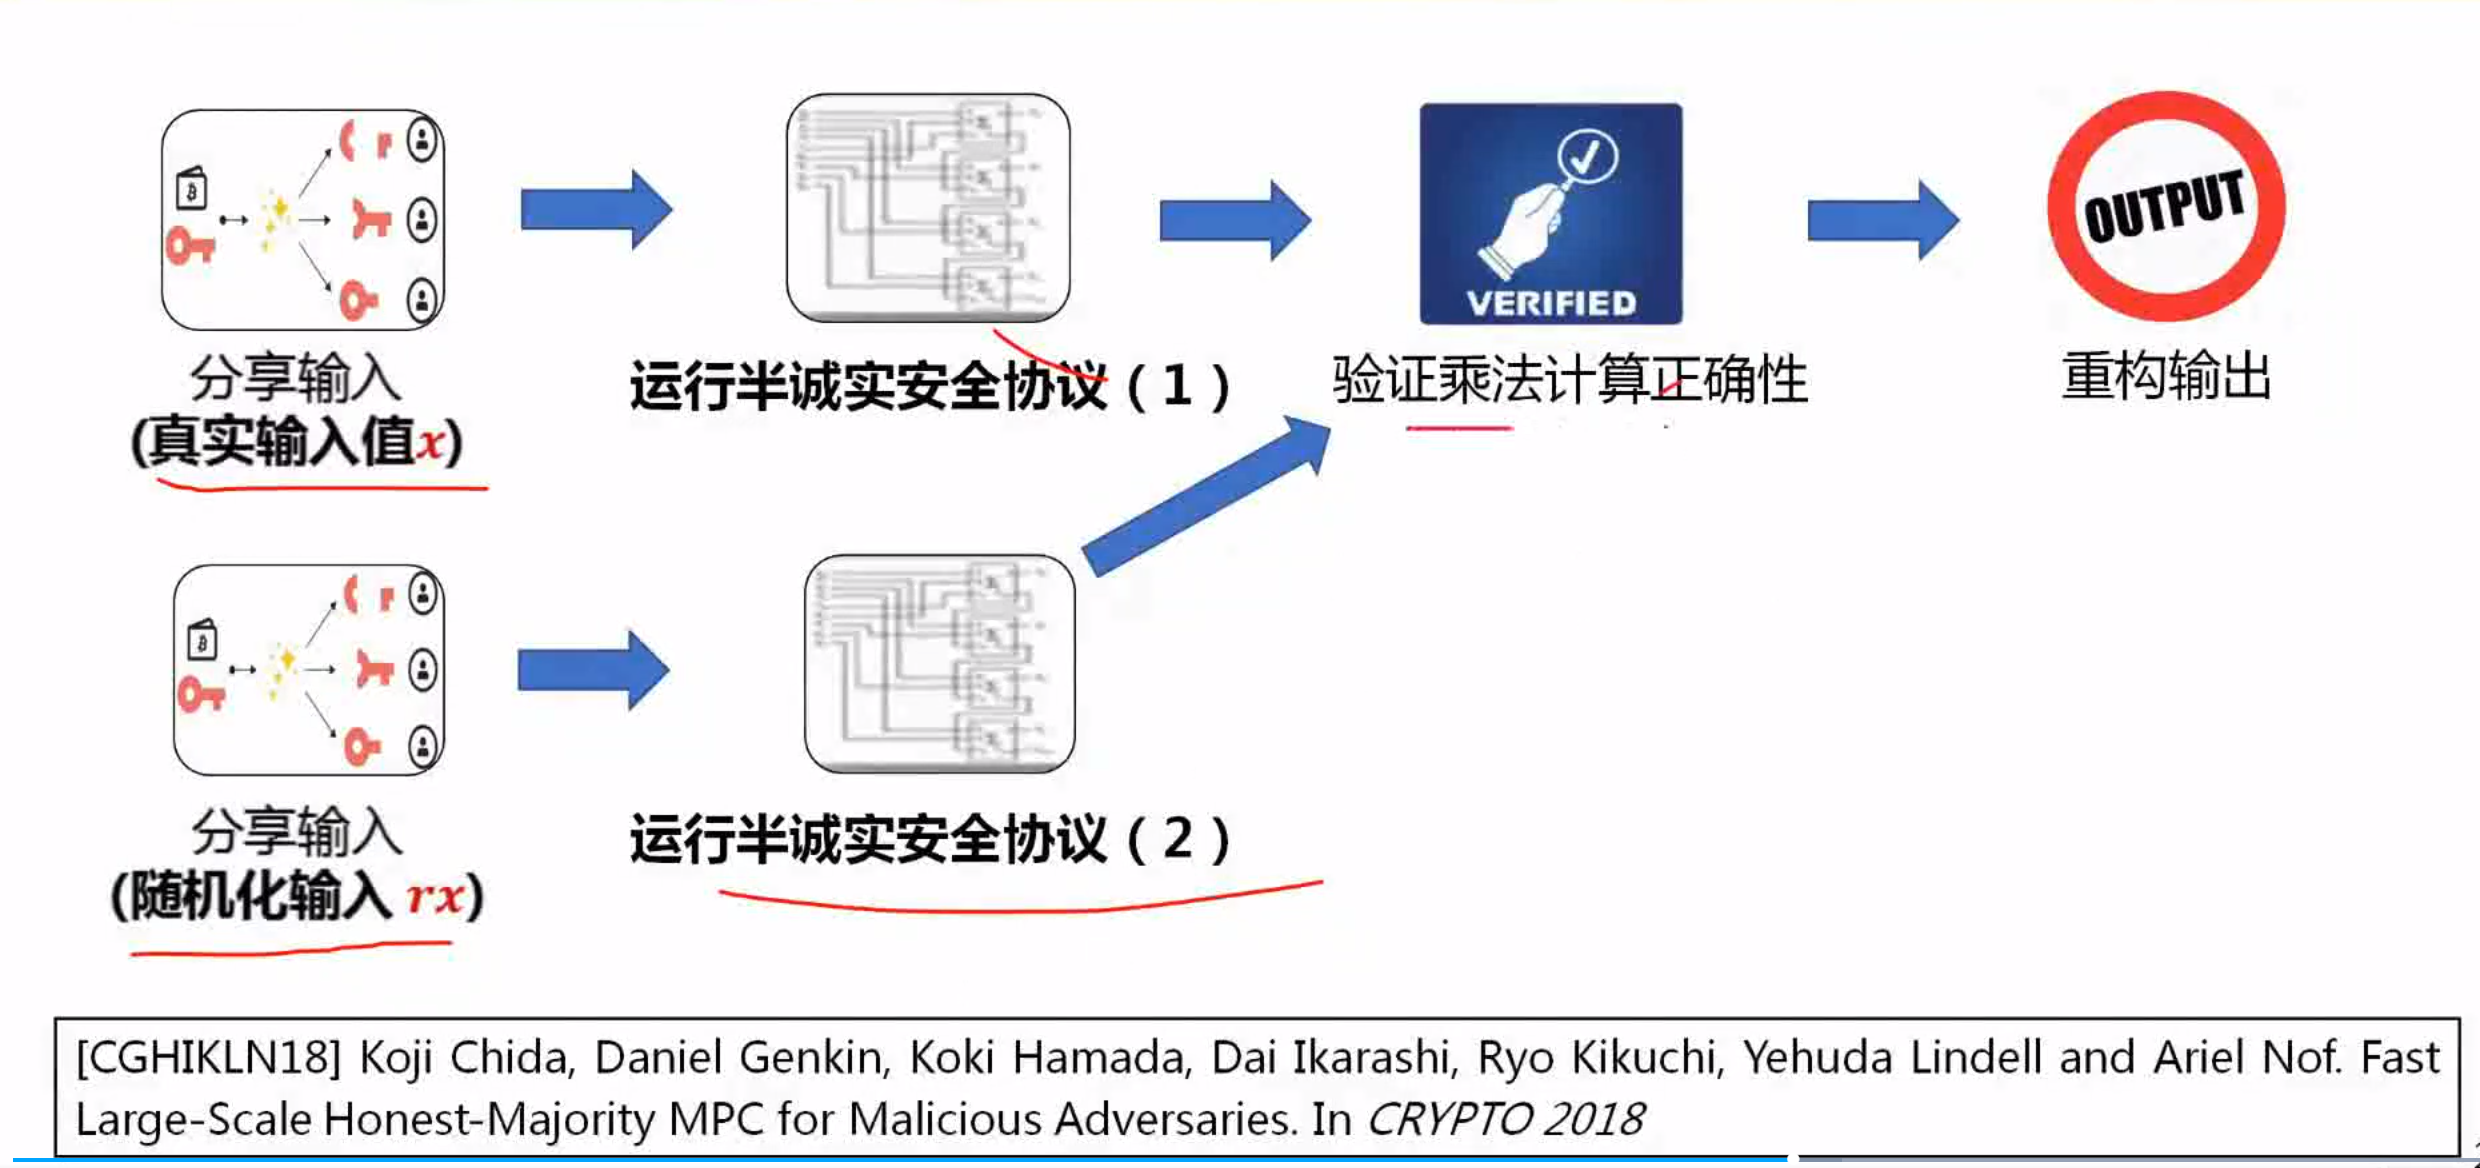 VERIFIED
OUTPUT
分享输入
(真实输入值x)
运行半诚实安全协议（1）
验证乘法计算正确性
重构输出
分享输入
(随机化输入 rx)
运行半诚实安全协议（2）
[CGHIKLN18] Koji Chida, Daniel Genkin, Koki Hamada, Dai Ikarashi, Ryo Kikuchi, Yehuda Lindell and Ariel Nof. Fast
Large-Scale Honest-Majority MPC for Malicious Adversaries. In CRYPTO 2018